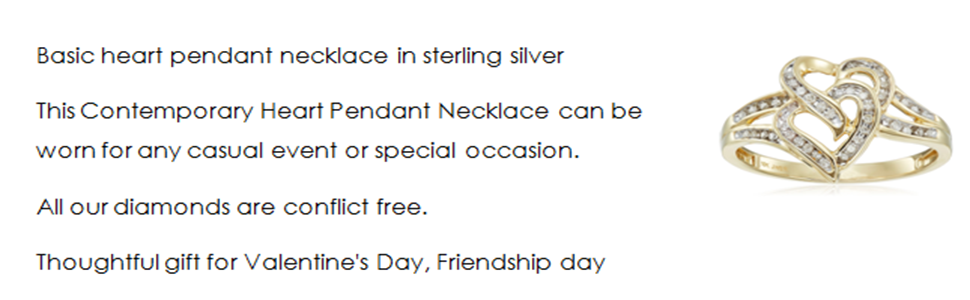 Basic heart pendant necklace in sterling silver
This Contemporary Heart Pendant Necklace can be
worn for any casual event or special occasion.
All our diamonds are conflict free.
Thoughtful gift for Valentine's Day, Friendship day